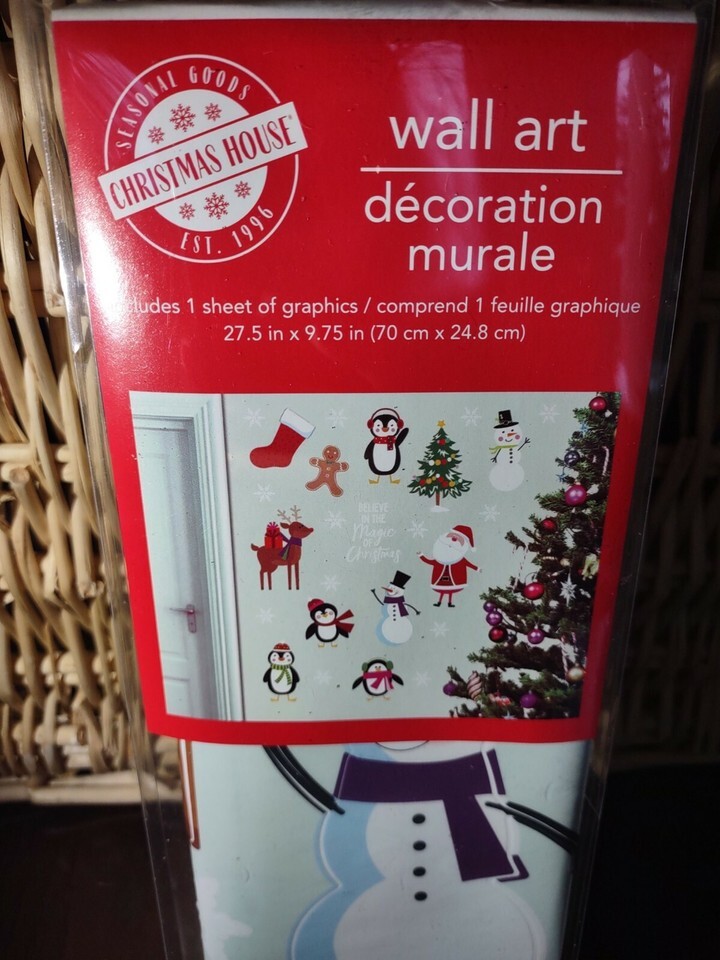 SEASONAL GOODS
CHRISTMAS HOUSE®
EST. 1996
wall art
décoration
murale
cludes 1 sheet of graphics / comprend 1 feuille graphique
27.5 in x 9.75 in (70 cm x 24.8 cm)
BELIEVE
IN THE
Magic
OF A
Christmas